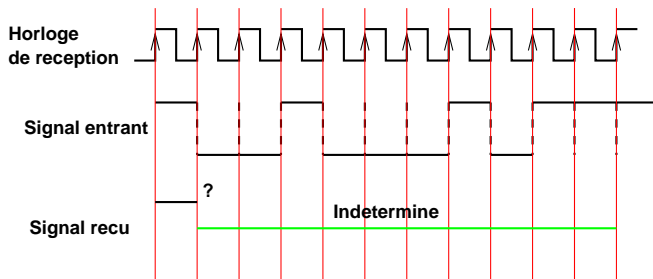 Horloge
de reception
Signal entrant
?
Indetermine
Signal recu